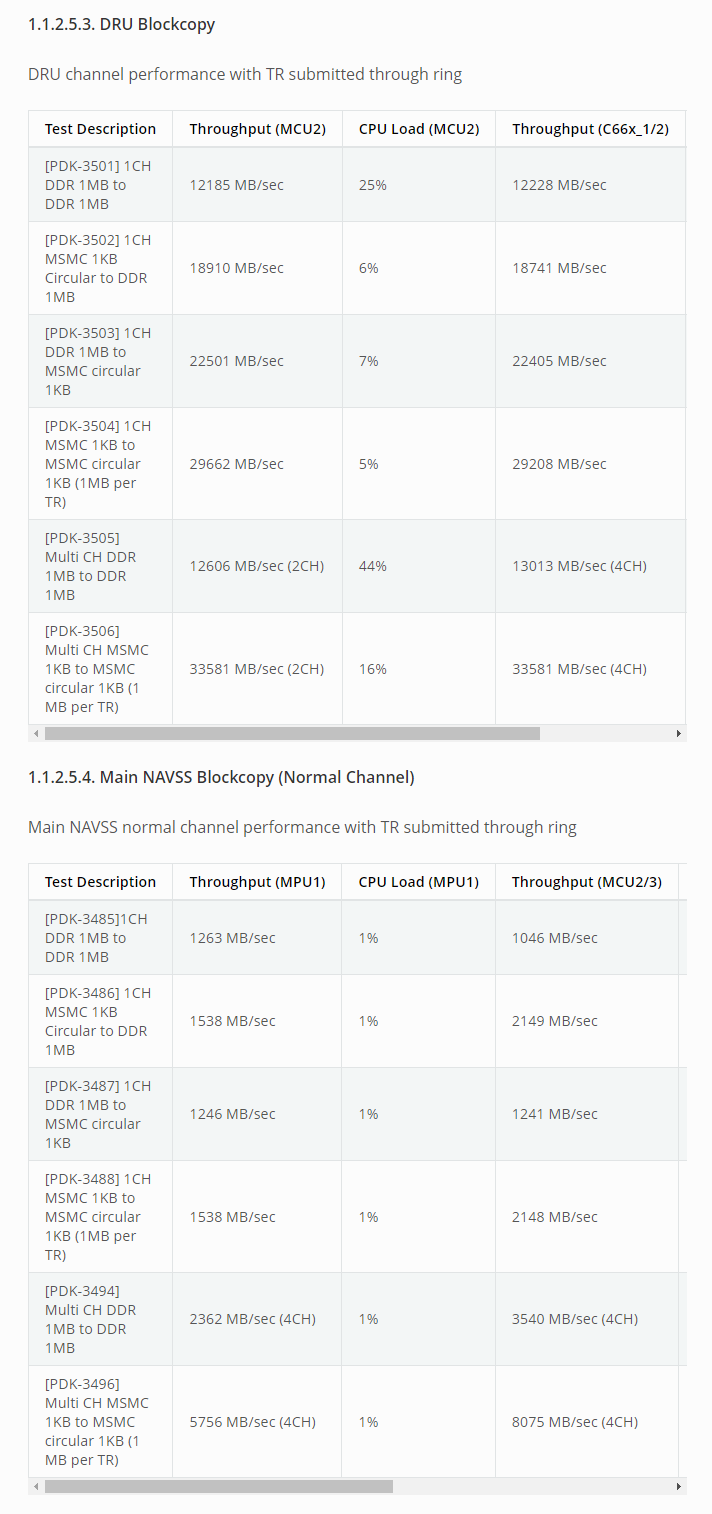 1.1.2.5.3. DRU Blockcopy
DRU channel performance with TR submitted through ring
Test Description Throughput (MCU2) CPU Load (MCU2) Throughput (C66x_1/2)
[PDK-3501] 1CH
DDR 1MB to
DDR 1MB
12185 MB/sec 25% 12228 MB/sec
[PDK-3502] 1CH
MSMC 1KB
Circular to DDR
1MB
18910 MB/sec 6% 18741 MB/sec
[PDK-3503] 1CH
DDR 1MB to
MSMC circular
1KB
22501 MB/sec 7% 22405 MB/sec
[PDK-3504] 1CH
MSMC 1KB to
MSMC circular
1KB (1MB per
TR)
29662 MB/sec 5% 29208 MB/sec
[PDK-3505]
Multi CH DDR
1MB to DDR
1MB
12606 MB/sec (2CH) 44% 13013 MB/sec (4CH)
[PDK-3506]
Multi CH MSMC
1KB to MSMC
circular 1KB (1
MB per TR)
33581 MB/sec (2CH) 16% 33581 MB/sec (4CH)
1.1.2.5.4. Main NAVSS Blockcopy (Normal Channel)
Main NAVSS normal channel performance with TR submitted through ring
Test Description Throughput (MPU1) CPU Load (MPU1) Throughput (MCU2/3)
[PDK-3485]1CH
DDR 1MB to
DDR 1MB
1263 MB/sec 1% 1046 MB/sec
[PDK-3486] 1CH
MSMC 1KB
Circular to DDR
1MB
1538 MB/sec 1% 2149 MB/sec
[PDK-3487] 1CH
DDR 1MB to
MSMC circular
1KB
1246 MB/sec 1% 1241 MB/sec
[PDK-3488] 1CH
MSMC 1KB to
MSMC circular
1KB (1MB per
TR)
1538 MB/sec 1% 2148 MB/sec
[PDK-3494]
Multi CH DDR
1MB to DDR
1MB
2362 MB/sec (4CH) 1% 3540 MB/sec (4CH)
[PDK-3496]
Multi CH MSMC
1KB to MSMC
circular 1KB (1
MB per TR)
5756 MB/sec (4CH) 1% 8075 MB/sec (4CH)